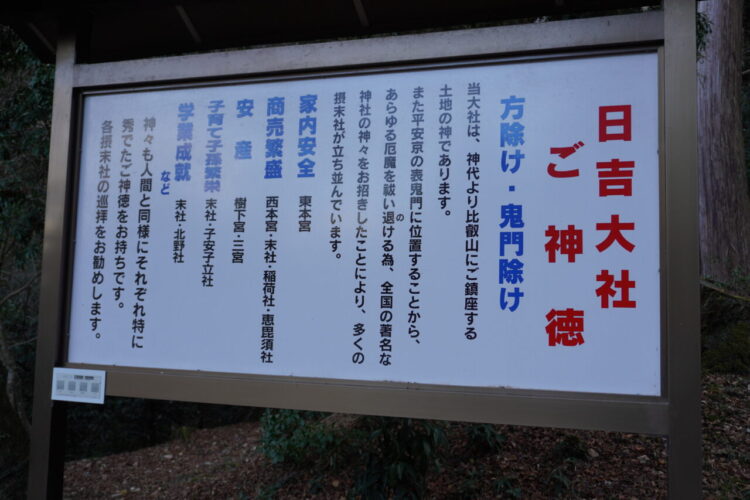 日吉大社
ご神徳
方除け・鬼門除け
当大社は、神代より比叡山にご鎮座する
土地の神であります。
また平安京の表鬼門に位置することから、
あらゆる厄魔を祓い退ける為、全国の著名な
の
神社の神々をお招きしたことにより、多くの
摂末社が立ち並んでいます。
家内安全 東本宮
商売繁盛 西本宮・末社・稲荷社・恵毘須社
安産 樹下宮・三宮
子育て子孫繁栄 末社・子安子立社
学業成就 末社・北野社
など
神々も人間と同様にそれぞれ特に
秀でたご神徳をお持ちです。
各摂末社の巡拝をお勧めします。